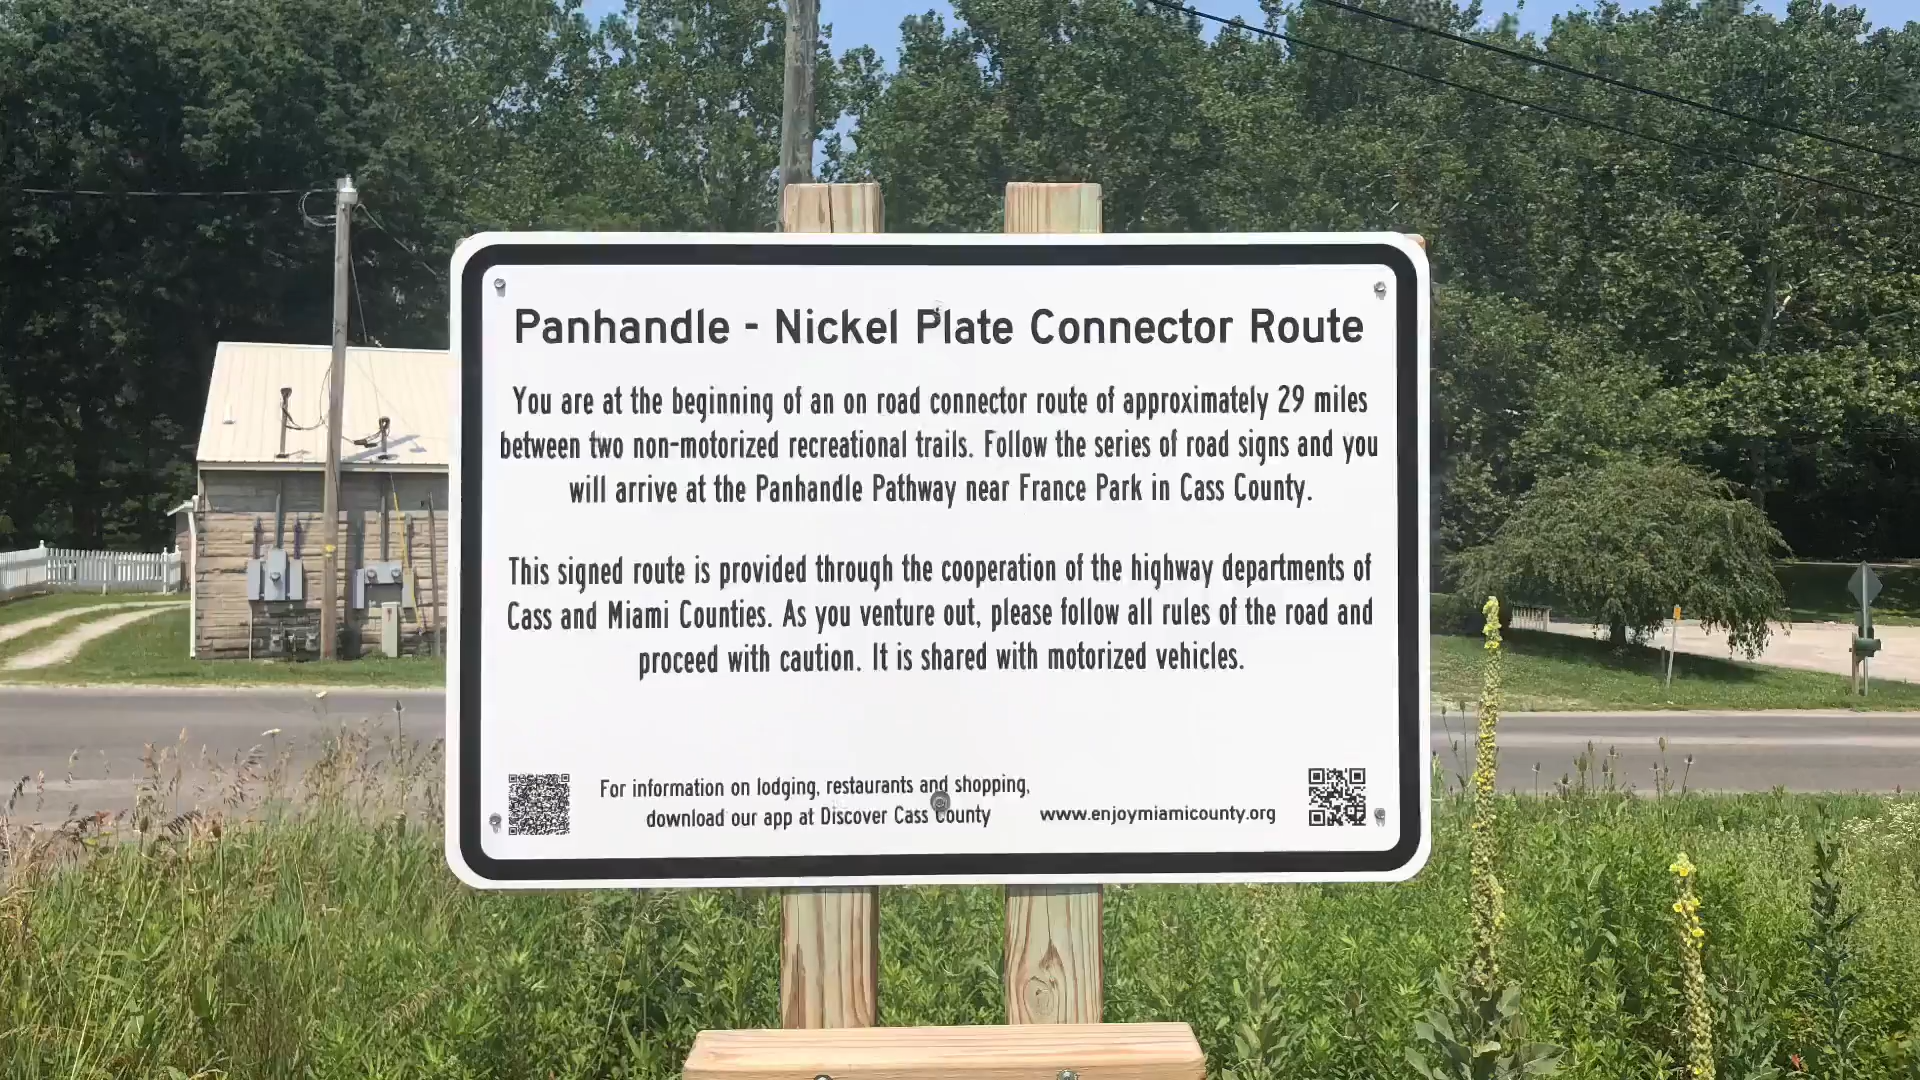 Panhandle - Nickel Plate Connector Route
You are at the beginning of an on road connector route of approximately 29 miles
between two non-motorized recreational trails. Follow the series of road signs and you
will arrive at the Panhandle Pathway near France Park in Cass County.
This signed route is provided through the cooperation of the highway departments of
Cass and Miami Counties. As you venture out, please follow all rules of the road and
proceed with caution. It is shared with motorized vehicles.
For information on lodging, restaurants and shopping,
download our app at Discover Cass County
www.enjoymiamicounty.org